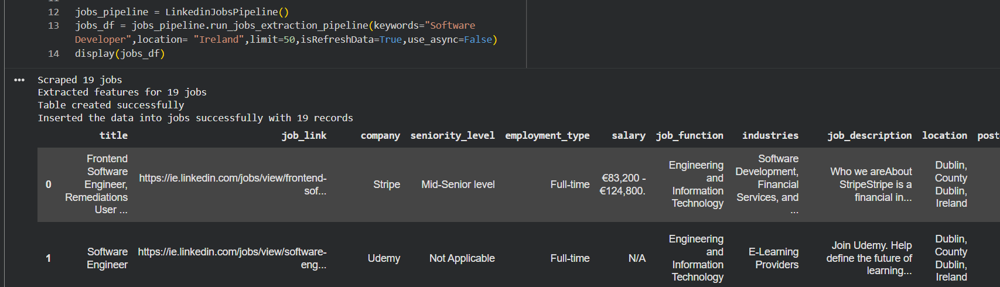 12 jobs_pipeline = LinkedinJobsPipeline()
13 jobs_df = jobs_pipeline.run_jobs_extraction_pipeline(keywords="Software
Developer",location= "Ireland",limit=50,isRefreshData=True,use_async=False)
14 display(jobs_df)
Scraped 19 jobs
Extracted features for 19 jobs
Table created successfully
Inserted the data into jobs successfully with 19 records
title job_link company seniority_level employment_type salary job_function industries job_description location post
0
Frontend
Software
Engineer,
Remediations
User ...
https://ie.linkedin.com/jobs/view/frontend-
sof...
Stripe
Mid-Senior level
Full-time
€83,200 -
€124,800.
Engineering
and
Information
Technology
Software
Development,
Financial
Services, and
...
Who we areAbout
StripeStripe is a
financial in...
Dublin,
County
Dublin,
Ireland
1
Software
Engineer
https://ie.linkedin.com/jobs/view/software-
eng...
Udemy
Not Applicable
Full-time
N/A
Engineering
and
Information
Technology
E-Learning
Providers
Join Udemy. Help
define the future of
learning...
Dublin,
County
Dublin,
Ireland